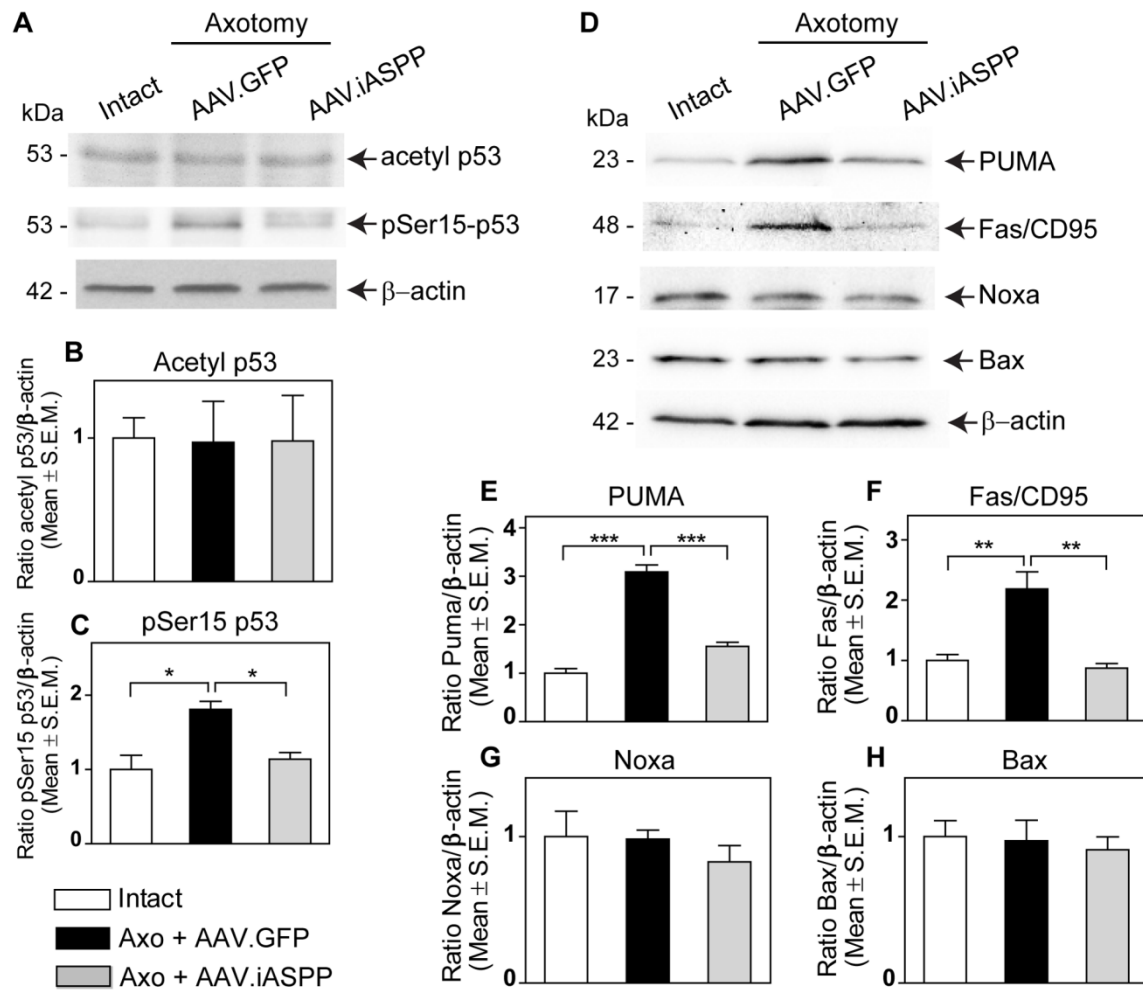 A
Axotomy
Intact
AAV.GFP
AAV.iASPP
kDa
53 -
acetyl p53
53 -
pSer15-p53
42 -
β–actin
B
Acetyl p53
Ratio acetyl p53/β-actin
(Mean ± S.E.M.)
1
0
C
pSer15 p53
Ratio pSer15 p53/β-actin
(Mean ± S.E.M.)
2
1
0
*
*
Intact
Axo + AAV.GFP
Axo + AAV.iASPP
D
Axotomy
Intact
AAV.GFP
AAV.iASPP
kDa
23 -
PUMA
48 -
Fas/CD95
17 -
Noxa
23 -
Bax
42 -
β–actin
E
PUMA
Ratio Puma/β-actin
(Mean ± S.E.M.)
4
3
2
1
0
***
***
F
Fas/CD95
Ratio Fas/β-actin
(Mean ± S.E.M.)
3
2
1
0
**
**
G
Noxa
Ratio Noxa/β-actin
(Mean ± S.E.M.)
1
0
H
Bax
Ratio Bax/β-actin
(Mean ± S.E.M.)
1
0